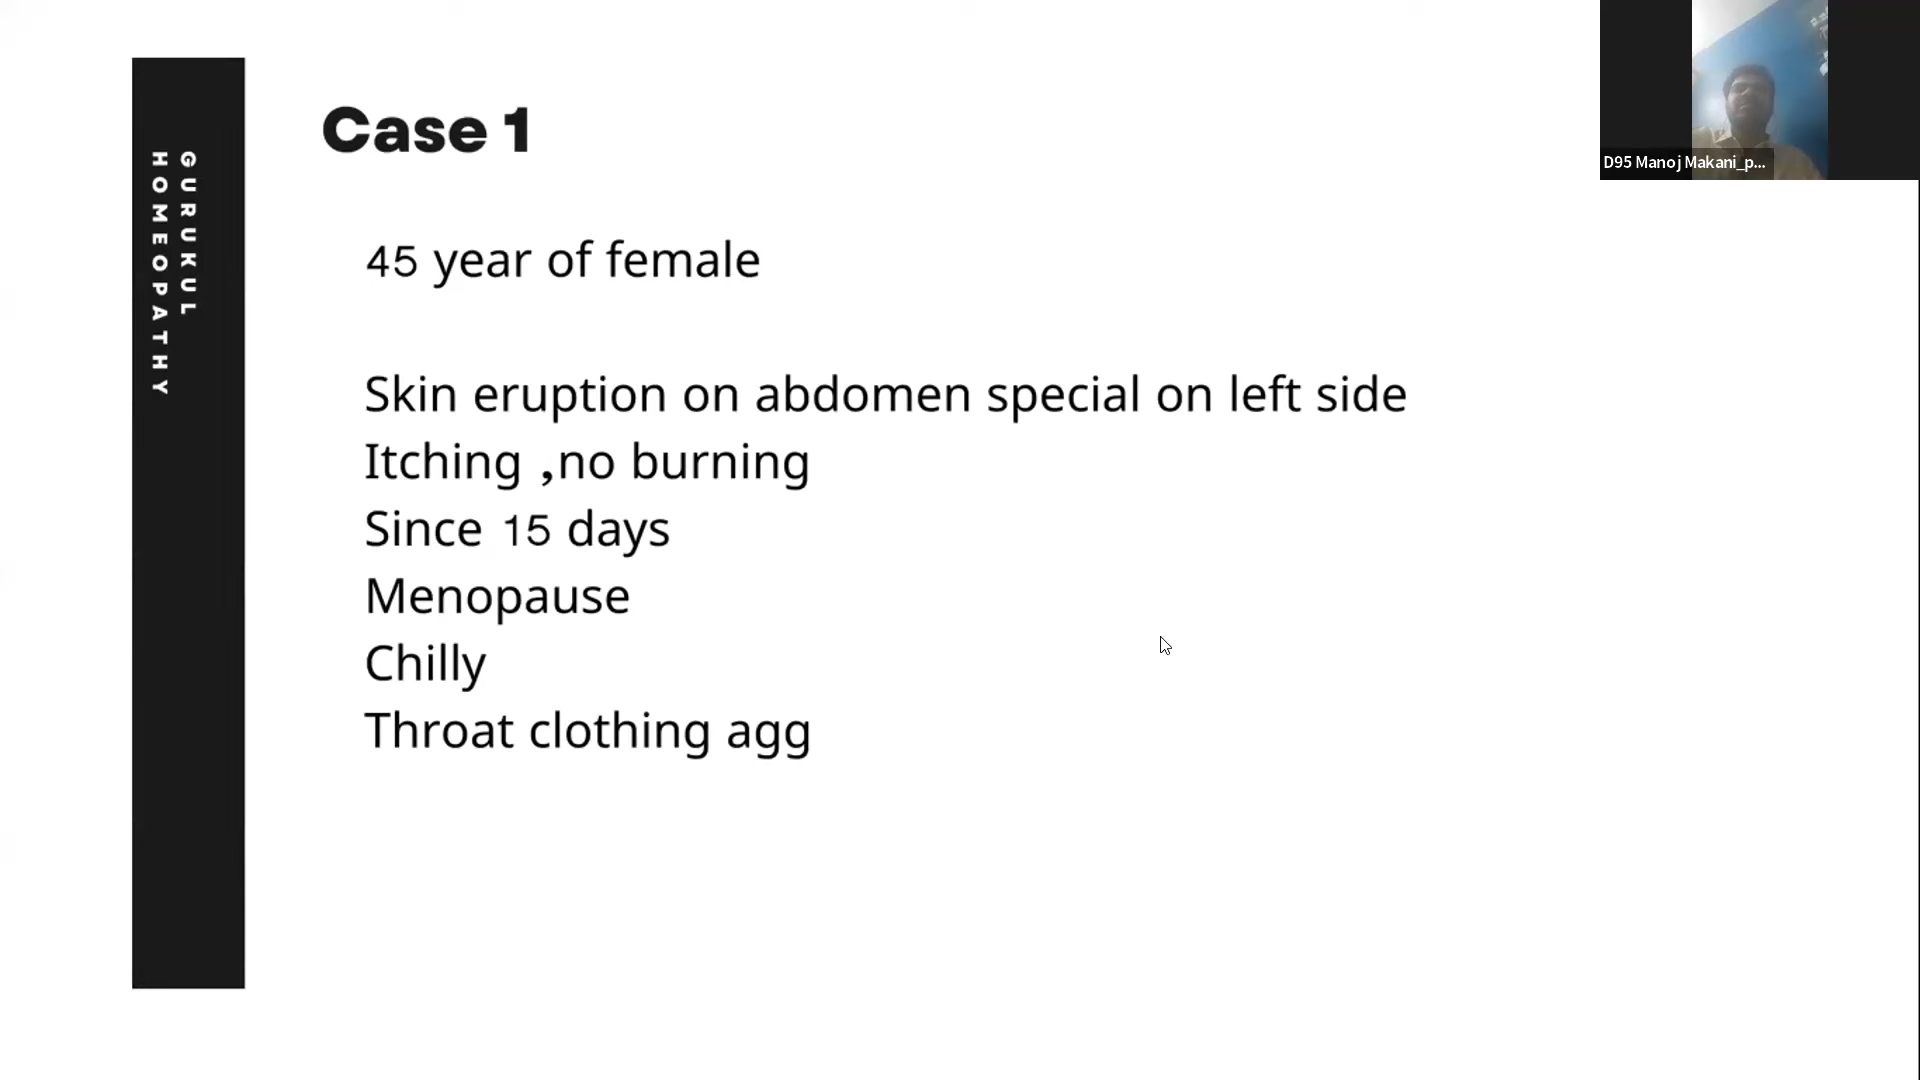 GURUKUL
HOMEOPATHY
Case 1
45 year of female
Skin eruption on abdomen special on left side
Itching ,no burning
Since 15 days
Menopause
Chilly
Throat clothing agg
D95 Manoj Makani_p...